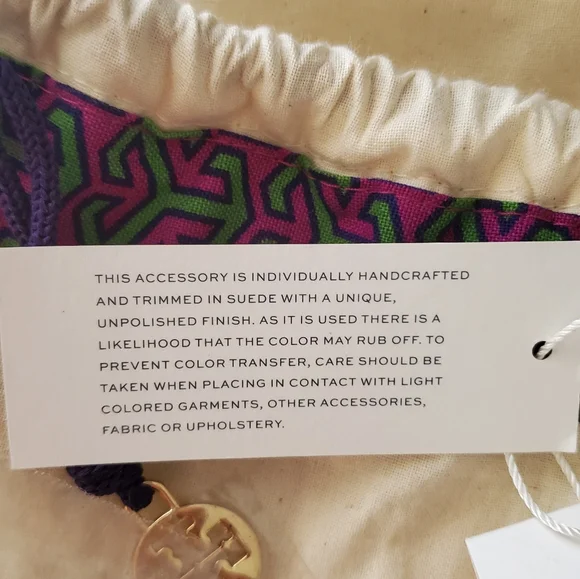 THIS ACCESSORY IS INDIVIDUALLY HANDCRAFTED
AND TRIMMED IN SUEDE WITH A UNIQUE,
UNPOLISHED FINISH. AS IT IS USED THERE IS A
LIKELIHOOD THAT THE COLOR MAY RUB OFF. TO
PREVENT COLOR TRANSFER, CARE SHOULD BE
TAKEN WHEN PLACING IN CONTACT WITH LIGHT
COLORED GARMENTS, OTHER ACCESSORIES,
FABRIC OR UPHOLSTERY.